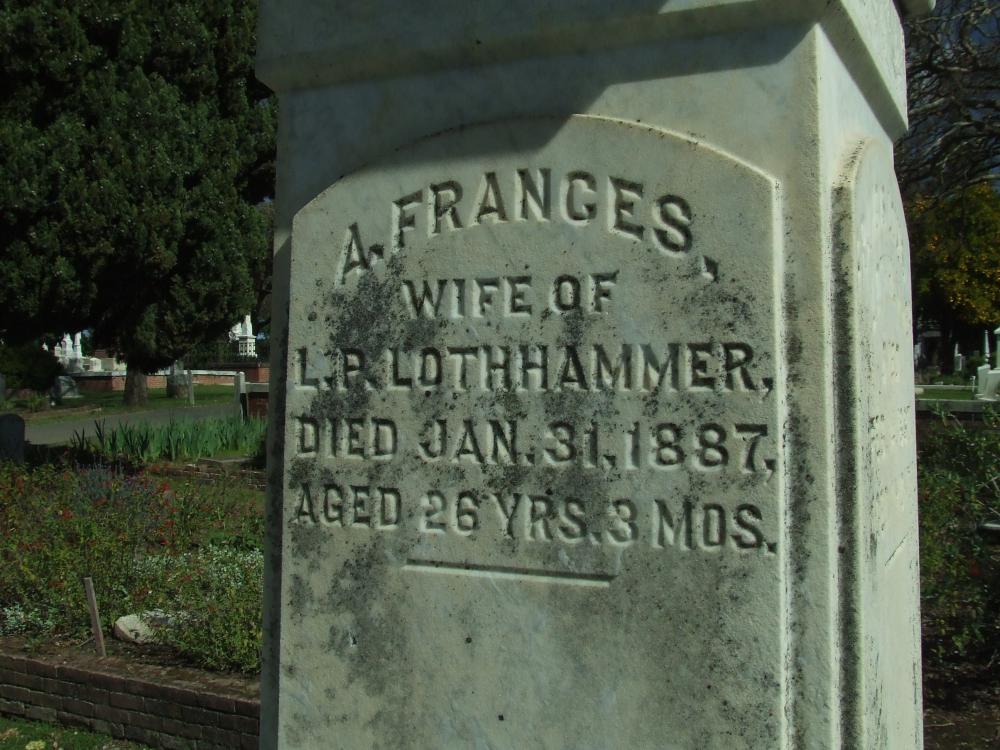 A. FRANCES,
WIFE OF
L.P. LOTHHAMMER,
DIED JAN. 31, 1887,
AGED 26 YRS. 3 MOS.